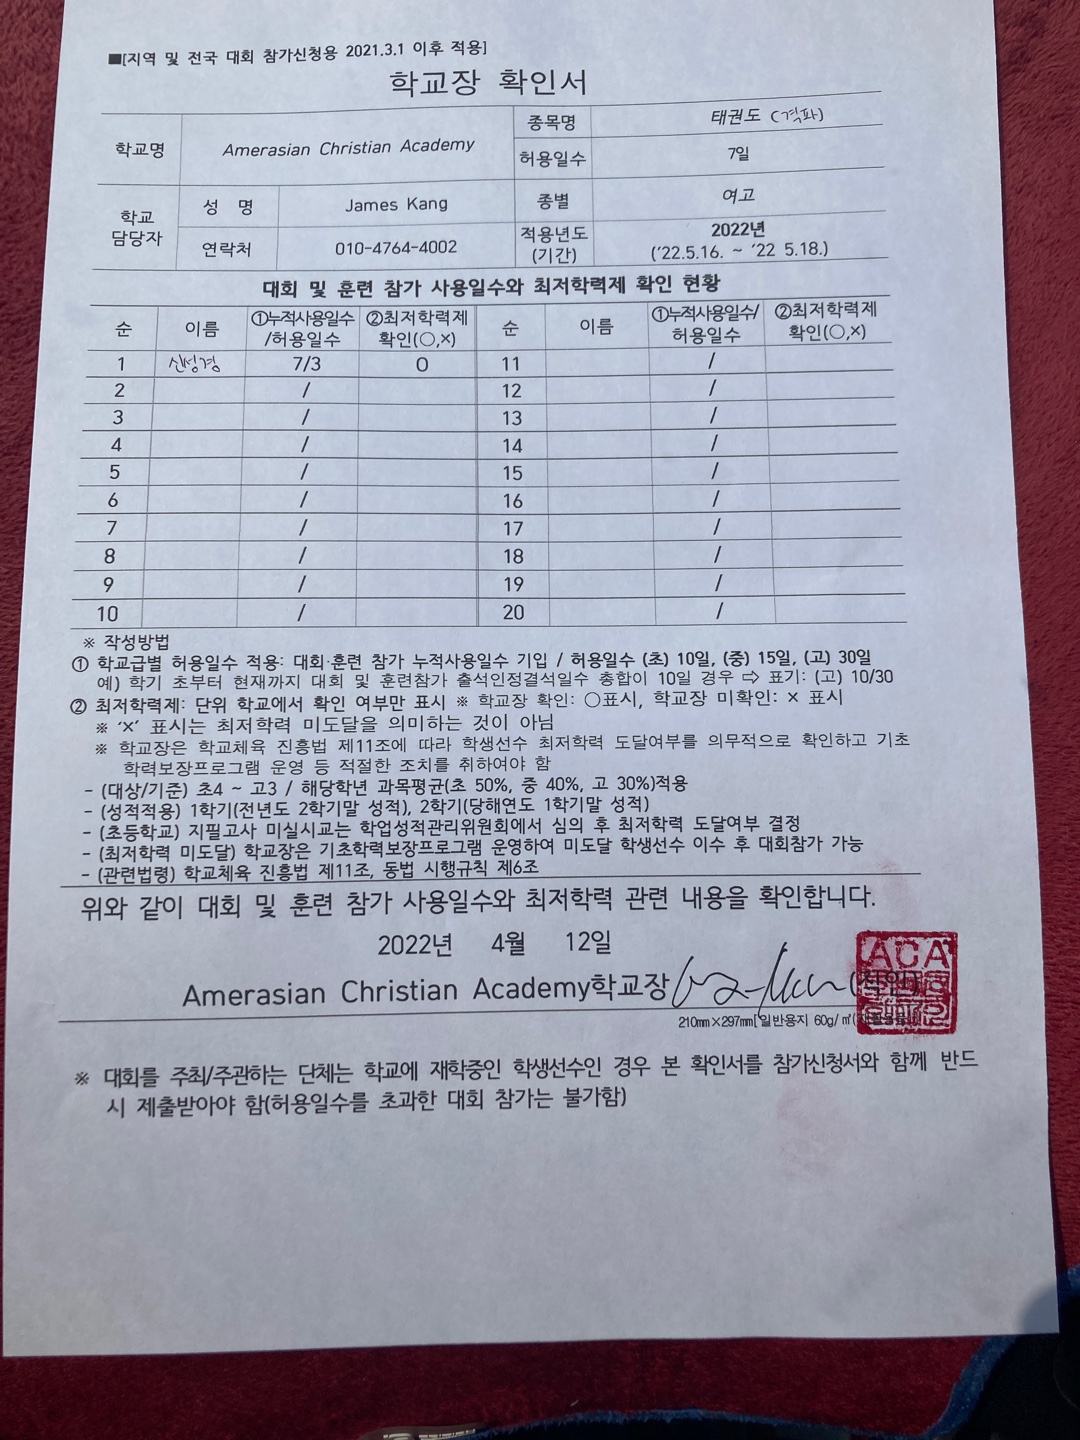 ■[지역 및 전국 대회 참가신청용 2021.3.1 이후 적용]
학교장 확인서
학교명 Amerasian Christian Academy 종목명 태권도 (격파)
허용일수 7일
학교 담당자 성 명 James Kang 종별 여고
연락처 010-4764-4002 적용년도 (기간) 2022년 ('22.5.16. ~ '22 5.18.)
대회 및 훈련 참가 사용일수와 최저학력제 확인 현황
순 이름 ①누적사용일수/허용일수 ②최저학력제 확인(○,×) 순 이름 ①누적사용일수/허용일수 ②최저학력제 확인(○,×)
1 신성경 7/3 O 11 /
2 / 12 /
3 / 13 /
4 / 14 /
5 / 15 /
6 / 16 /
7 / 17 /
8 / 18 /
9 / 19 /
10 / 20 /
※ 작성방법
① 학교급별 허용일수 적용: 대회·훈련 참가 누적사용일수 기입 / 허용일수 (초) 10일, (중) 15일, (고) 30일
예) 학기 초부터 현재까지 대회 및 훈련참가 출석인정결석일수 총합이 10일 경우 ⇨ 표기: (고) 10/30
② 최저학력제: 단위 학교에서 확인 여부만 표시 ※ 학교장 확인: ○표시, 학교장 미확인: × 표시
※ '×' 표시는 최저학력 미도달을 의미하는 것이 아님
※ 학교장은 학교체육 진흥법 제11조에 따라 학생선수 최저학력 도달여부를 의무적으로 확인하고 기초
학력보장프로그램 운영 등 적절한 조치를 취하여야 함
- (대상/기준) 초4 ~ 고3 / 해당학년 과목평균(초 50%, 중 40%, 고 30%)적용
- (성적적용) 1학기(전년도 2학기말 성적), 2학기(당해연도 1학기말 성적)
- (초등학교) 지필고사 미실시교는 학업성적관리위원회에서 심의 후 최저학력 도달여부 결정
- (최저학력 미도달) 학교장은 기초학력보장프로그램 운영하여 미도달 학생선수 이수 후 대회참가 가능
- (관련법령) 학교체육 진흥법 제11조, 동법 시행규칙 제6조
위와 같이 대회 및 훈련 참가 사용일수와 최저학력 관련 내용을 확인합니다.
2022년 4월 12일
Amerasian Christian Academy학교장 (직인)
ACA
210㎜×297㎜[일반용지 60g/㎡(재활용품)]
※ 대회를 주최/주관하는 단체는 학교에 재학중인 학생선수인 경우 본 확인서를 참가신청서와 함께 반드
시 제출받아야 함(허용일수를 초과한 대회 참가는 불가함)